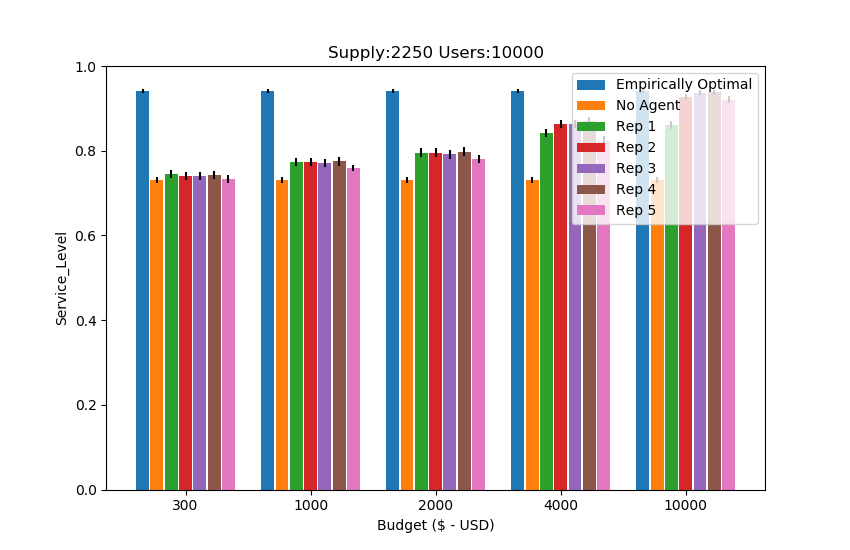 Supply:2250 Users:10000
Service_Level
1.0
0.8
0.6
0.4
0.2
0.0
Empirically Optimal
No Agent
Rep 1
Rep 2
Rep 3
Rep 4
Rep 5
300 1000 2000 4000 10000
Budget ($ - USD)